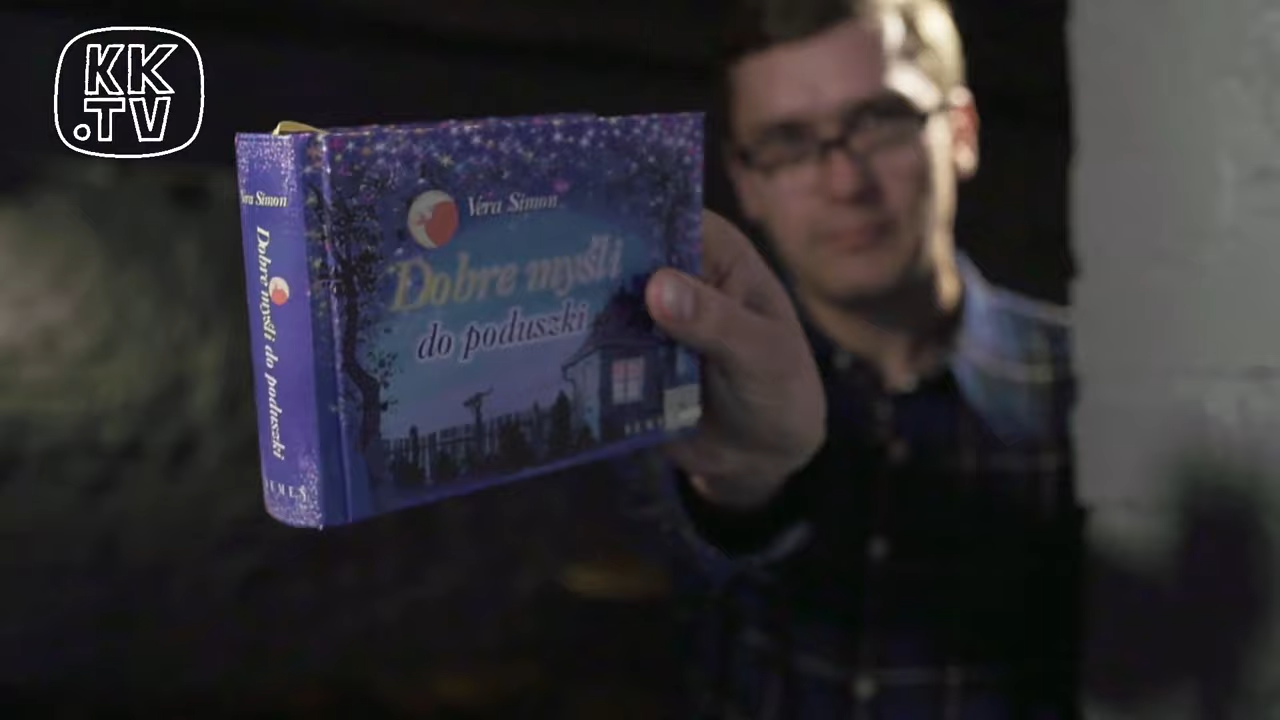 KK
.TV
Vera Simon
Dobre myśli
do poduszki
Vera Simon
Dobre myśli do poduszki